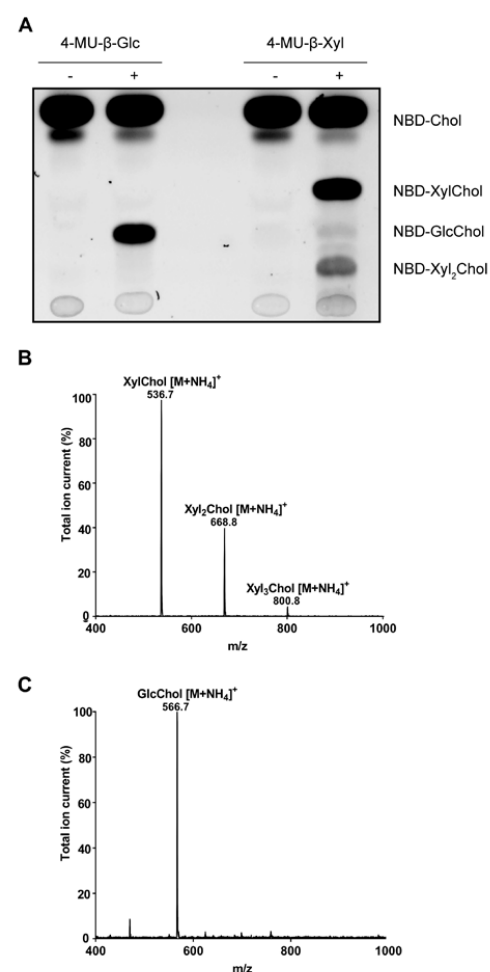 A
4-MU-β-Glc 4-MU-β-Xyl
- + - +
NBD-Chol
NBD-XylChol
NBD-GlcChol
NBD-Xyl₂Chol
B
XylChol [M+NH₄]⁺
536.7
Xyl₂Chol [M+NH₄]⁺
668.8
Xyl₃Chol [M+NH₄]⁺
800.8
Total ion current (%)
100
80
60
40
20
0
400 600 800 1000
m/z
C
GlcChol [M+NH₄]⁺
566.7
Total ion current (%)
100
80
60
40
20
0
400 600 800 1000
m/z